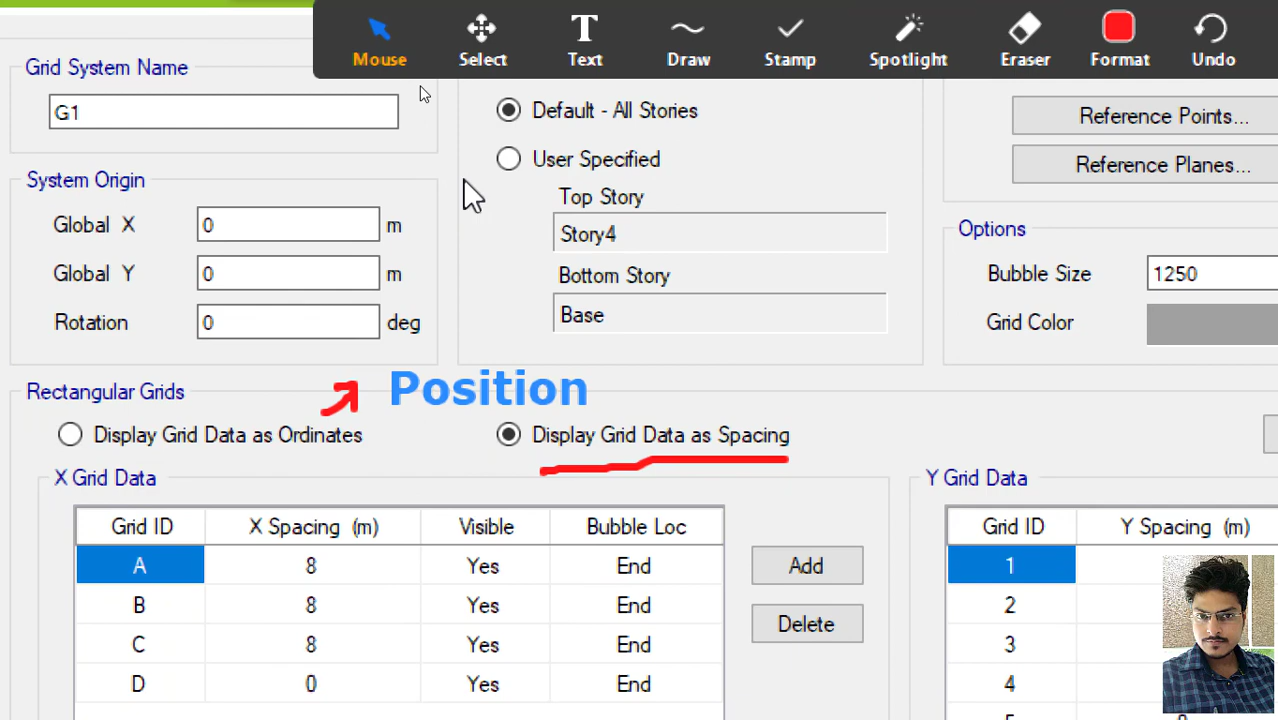 Mouse
Select
Text
Draw
Stamp
Spotlight
Eraser
Format
Undo
Grid System Name
G1
Default - All Stories
User Specified
Top Story
Story4
Bottom Story
Base
Reference Points...
Reference Planes...
System Origin
Global X 0 m
Global Y 0 m
Rotation 0 deg
Options
Bubble Size 1250
Grid Color
Rectangular Grids
Position
Display Grid Data as Ordinates
Display Grid Data as Spacing
X Grid Data
Grid ID X Spacing (m) Visible Bubble Loc
A 8 Yes End
B 8 Yes End
C 8 Yes End
D 0 Yes End
Add
Delete
Y Grid Data
Grid ID Y Spacing (m)
1
2
3
4